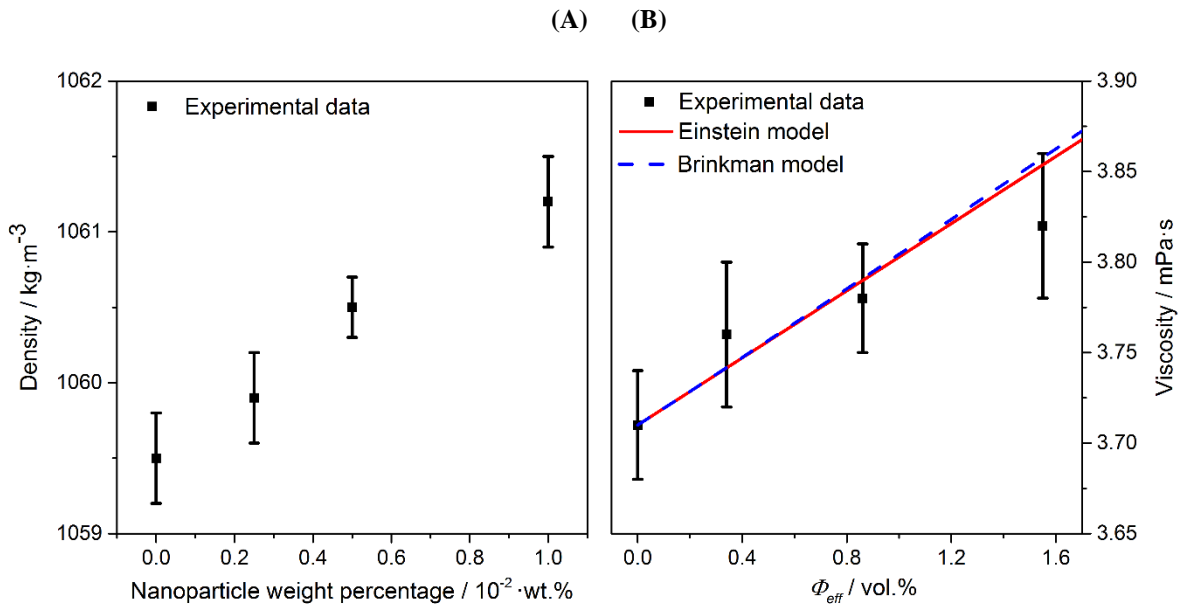 (A) (B)
1062
1061
1060
1059
Density / kg·m⁻³
Experimental data
0.0 0.2 0.4 0.6 0.8 1.0
Nanoparticle weight percentage / 10⁻² ·wt.%
Experimental data
Einstein model
Brinkman model
3.90
3.85
3.80
3.75
3.70
3.65
Viscosity / mPa·s
0.0 0.4 0.8 1.2 1.6
Φeff / vol.%